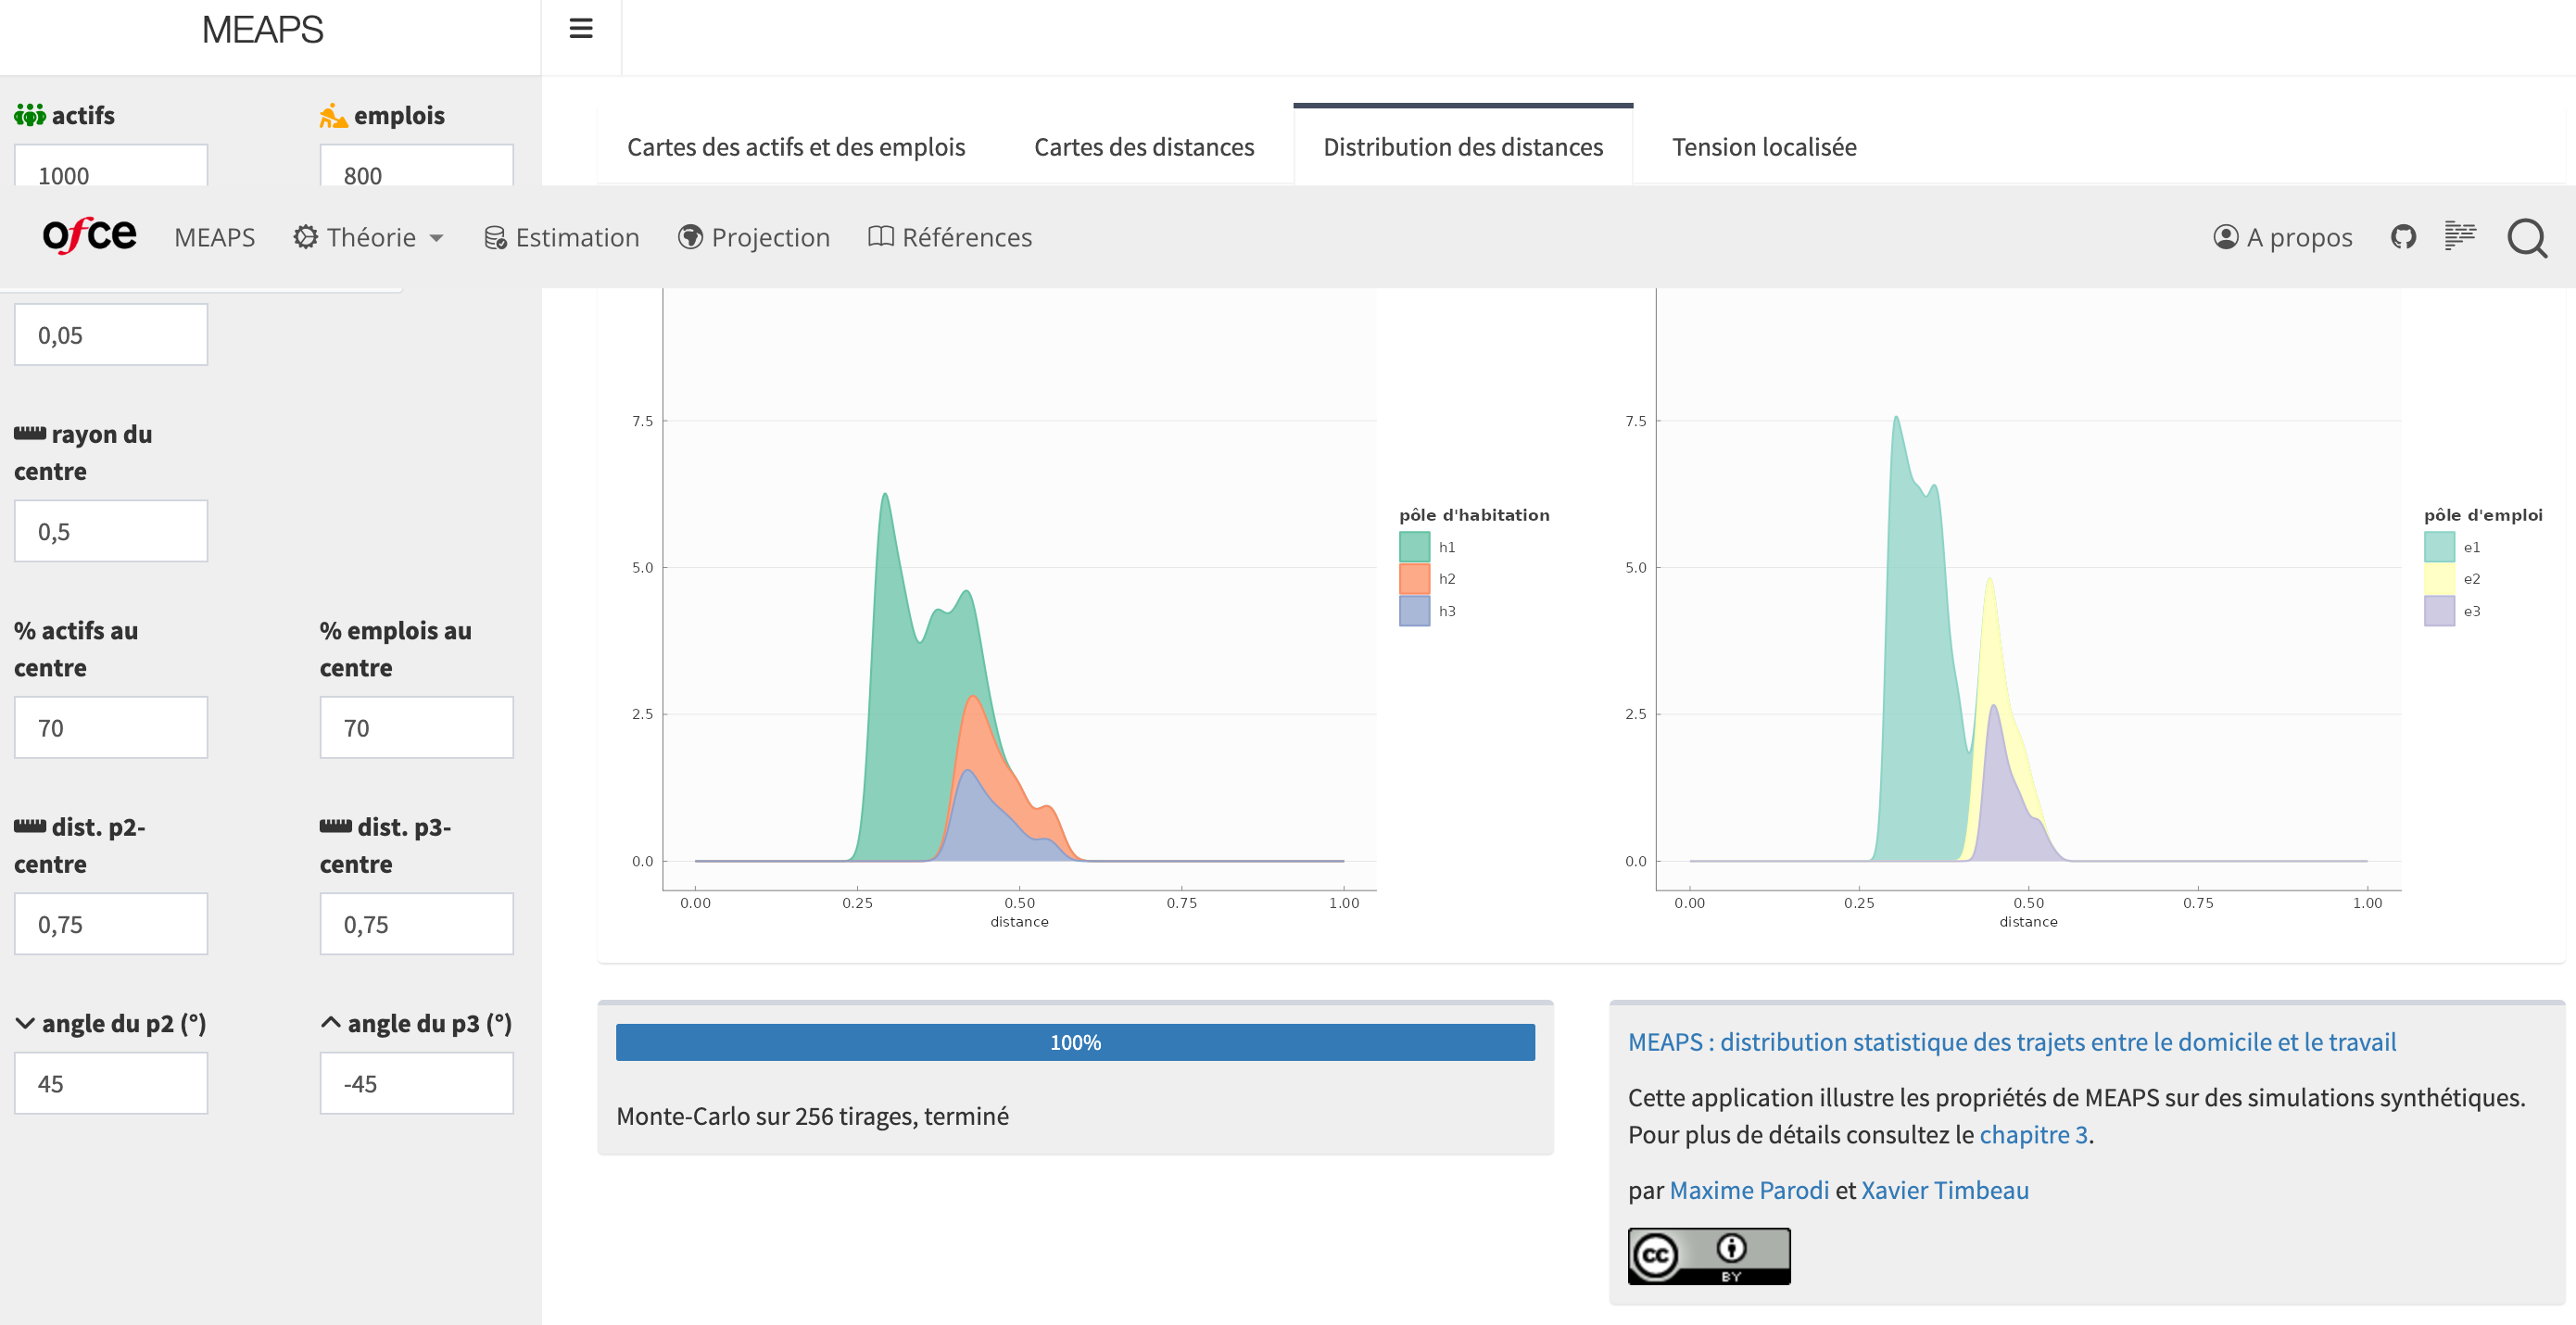 MEAPS
actifs
emplois
1000
800
Cartes des actifs et des emplois
Cartes des distances
Distribution des distances
Tension localisée
ofce
MEAPS
Théorie
Estimation
Projection
Références
A propos
0,05
rayon du
centre
0,5
% actifs au
centre
70
% emplois au
centre
70
dist. p2-
centre
0,75
dist. p3-
centre
0,75
angle du p2 (°)
45
angle du p3 (°)
-45
7.5
5.0
2.5
0.0
0.00
0.25
0.50
0.75
1.00
distance
pôle d'habitation
h1
h2
h3
7.5
5.0
2.5
0.0
0.00
0.25
0.50
0.75
1.00
distance
pôle d'emploi
e1
e2
e3
100%
Monte-Carlo sur 256 tirages, terminé
MEAPS : distribution statistique des trajets entre le domicile et le travail
Cette application illustre les propriétés de MEAPS sur des simulations synthétiques.
Pour plus de détails consultez le chapitre 3.
par Maxime Parodi et Xavier Timbeau
cc
BY